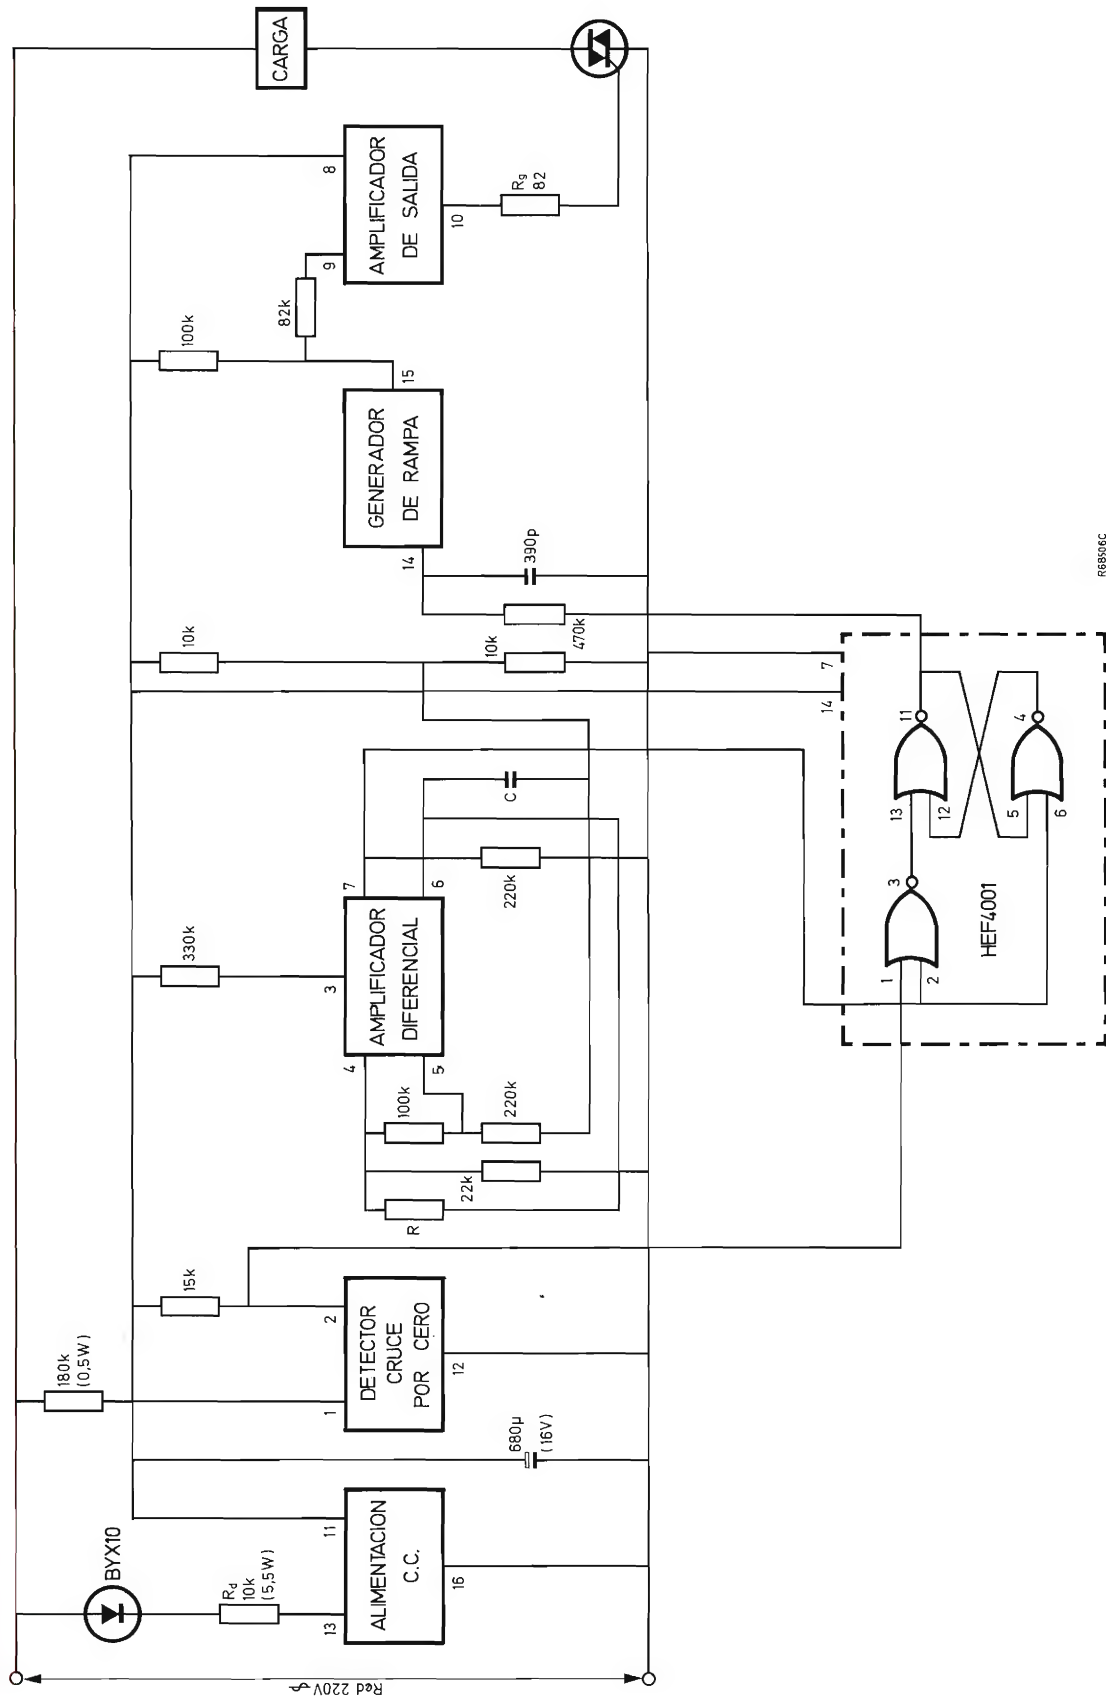 Red 220V
BYX10
Rd
10k
(5,5W)
13
11
ALIMENTACION
C.C.
16
680µ
(16V)
180k
(0,5W)
1
2
DETECTOR
CRUCE
POR CERO
12
15k
R
22k
100k
220k
4
5
3
AMPLIFICADOR
DIFERENCIAL
7
6
330k
220k
C
10k
10k
470k
390p
14
GENERADOR
DE RAMPA
15
100k
82k
9
8
AMPLIFICADOR
DE SALIDA
10
Rg
82
CARGA
14
7
1
2
3
HEF4001
13
12
11
5
6
4
R68506C